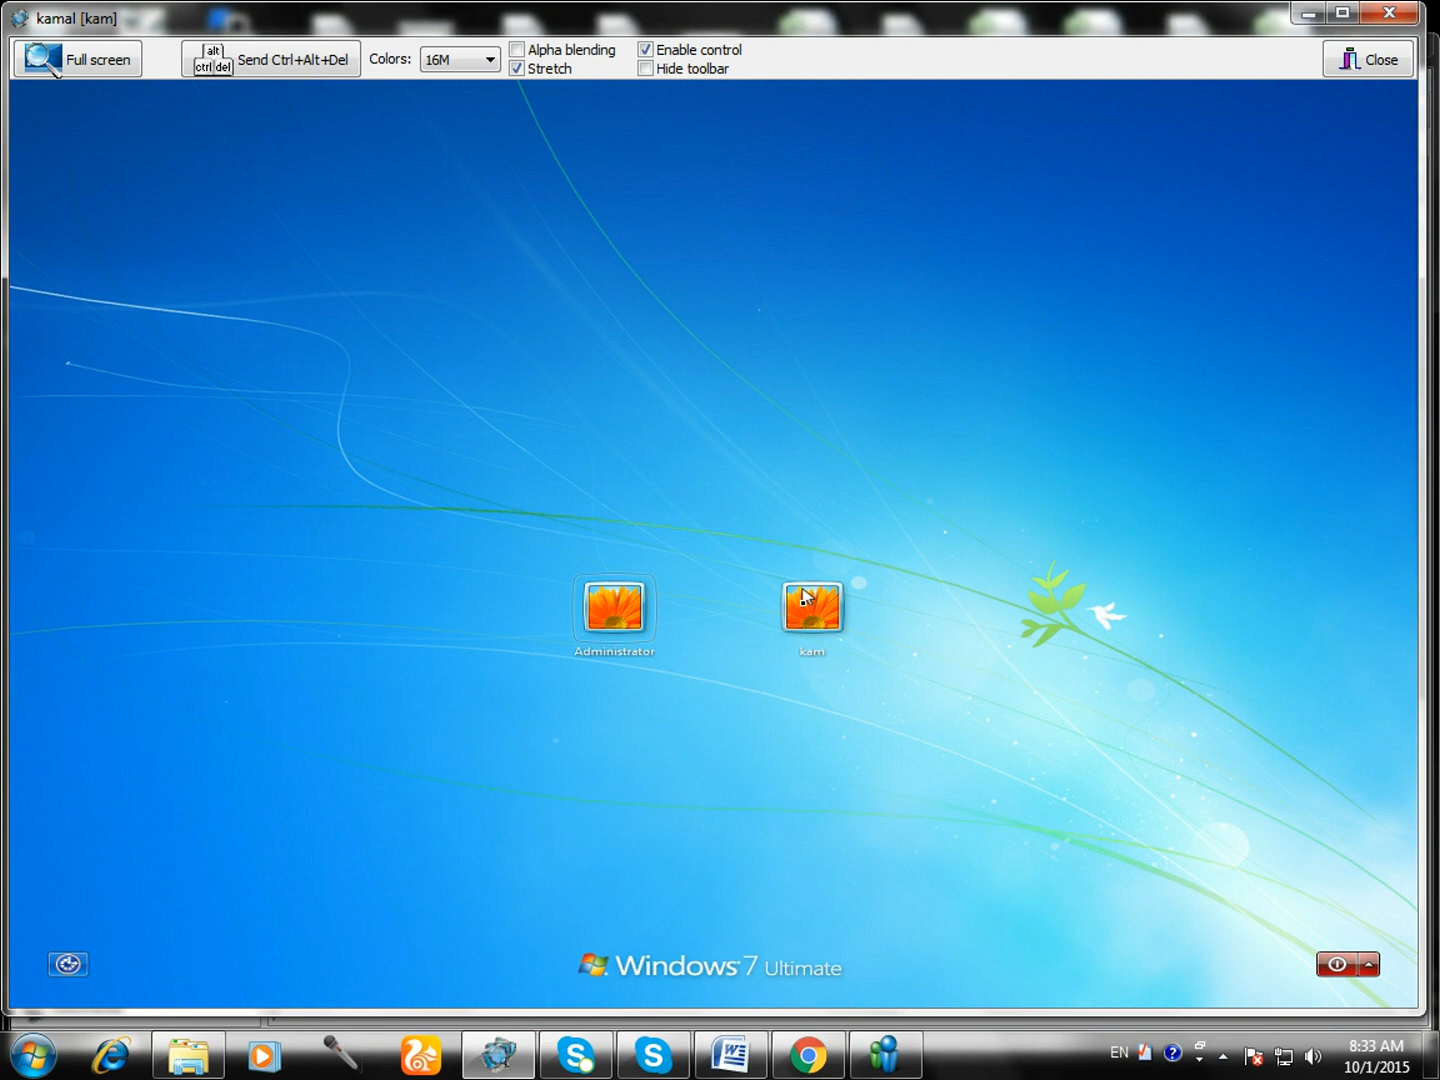 kamal [kam]
Full screen
alt
ctrl del
Send Ctrl+Alt+Del
Colors: 16M
Alpha blending
Stretch
Enable control
Hide toolbar
Close
Administrator
kam
Windows 7 Ultimate
EN
8:33 AM
10/1/2015